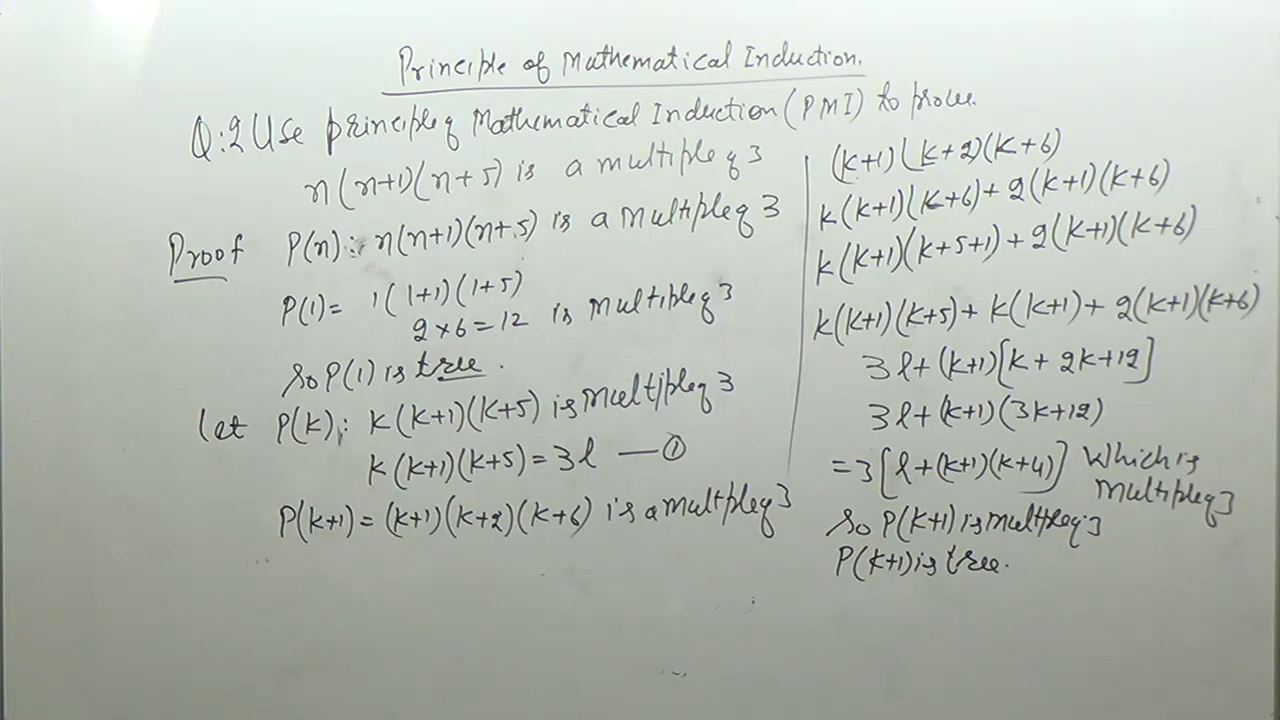 Principle of Mathematical Induction.
Q:2 Use principle of Mathematical Induction (PMI) to prove.
n(n+1)(n+5) is a multiple of 3
Proof P(n): n(n+1)(n+5) is a multiple of 3
P(1) = 1(1+1)(1+5)
2×6=12 is multiple of 3
So P(1) is true.
let P(k): k(k+1)(k+5) is multiple of 3
k(k+1)(k+5) = 3l —①
P(k+1) = (k+1)(k+2)(k+6) is a multiple of 3
(k+1)(k+2)(k+6)
k(k+1)(k+6) + 2(k+1)(k+6)
k(k+1)(k+5+1) + 2(k+1)(k+6)
k(k+1)(k+5) + k(k+1) + 2(k+1)(k+6)
3l + (k+1)[k + 2k+12]
3l + (k+1)(3k+12)
= 3[l + (k+1)(k+4)] which is
multiple of 3
So P(k+1) is multiple of 3
P(k+1) is true.